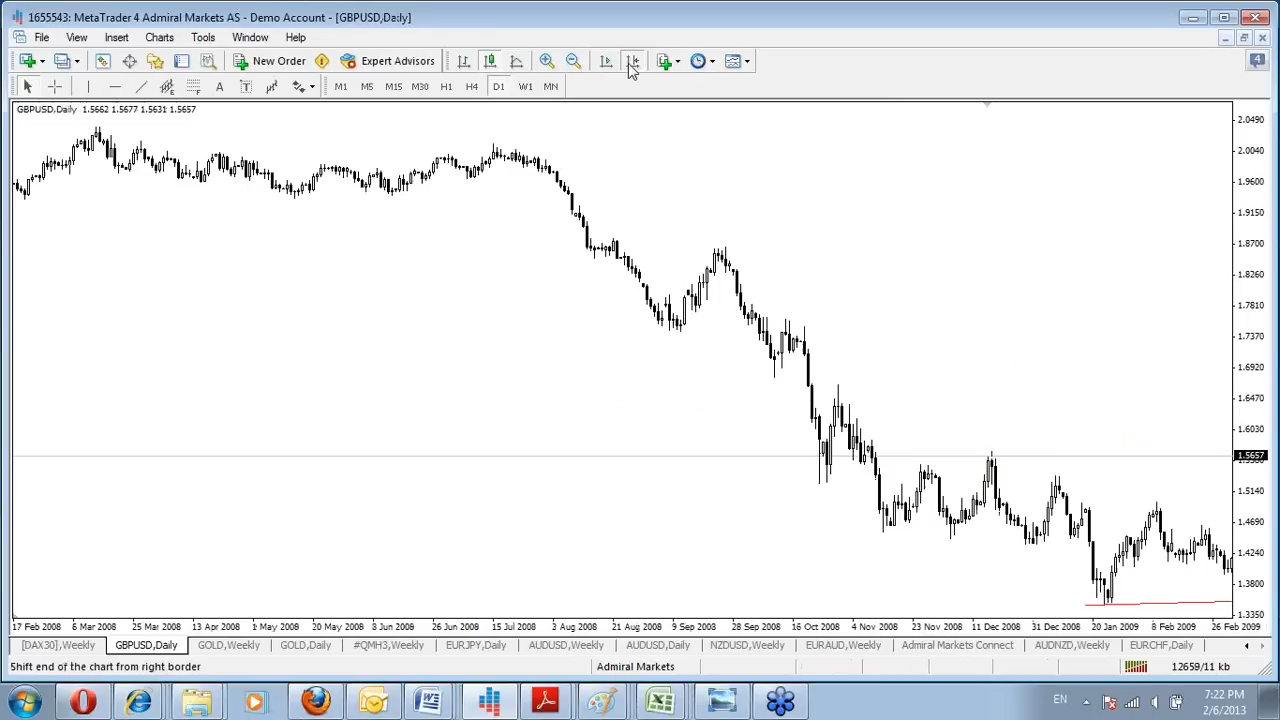 1655543: MetaTrader 4 Admiral Markets AS - Demo Account - [GBPUSD,Daily]
File View Insert Charts Tools Window Help
New Order Expert Advisors 4
A T M1 M5 M15 M30 H1 H4 D1 W1 MN
GBPUSD,Daily 1.5662 1.5677 1.5631 1.5657
2.0490
2.0040
1.9600
1.9150
1.8700
1.8260
1.7810
1.7370
1.6920
1.6470
1.6030
1.5657
1.5140
1.4690
1.4240
1.3800
1.3350
17 Feb 2008 6 Mar 2008 25 Mar 2008 13 Apr 2008 1 May 2008 20 May 2008 8 Jun 2008 26 Jun 2008 15 Jul 2008 3 Aug 2008 21 Aug 2008 9 Sep 2008 28 Sep 2008 16 Oct 2008 4 Nov 2008 23 Nov 2008 11 Dec 2008 31 Dec 2008 20 Jan 2009 8 Feb 2009 26 Feb 2009
[DAX30],Weekly GBPUSD,Daily GOLD,Weekly GOLD,Daily #QMH3,Weekly EURJPY,Daily AUDUSD,Weekly AUDUSD,Daily NZDUSD,Weekly EURAUD,Weekly Admiral Markets Connect AUDNZD,Weekly EURCHF,Daily
Shift end of the chart from right border Admiral Markets 12659/11 kb
EN 7:22 PM
2/6/2013